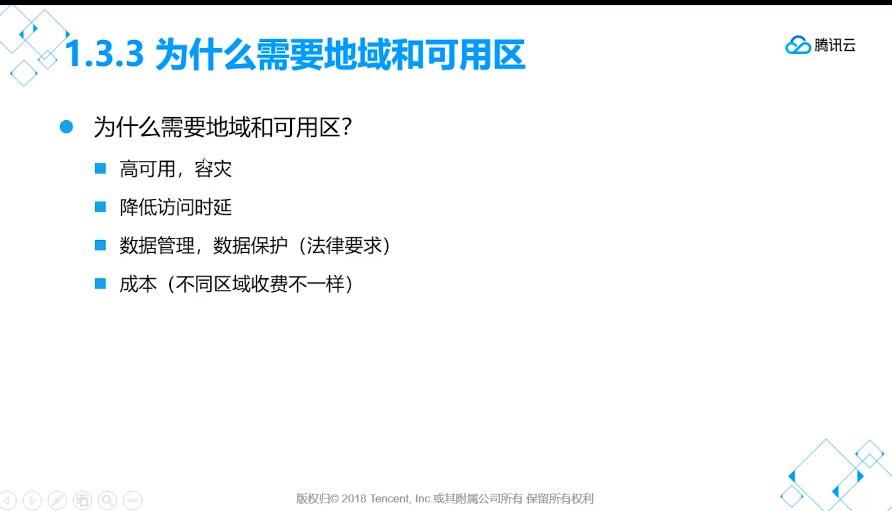 1.3.3 为什么需要地域和可用区
腾讯云
为什么需要地域和可用区？
高可用，容灾
降低访问时延
数据管理，数据保护（法律要求）
成本（不同区域收费不一样）
版权归© 2018 Tencent, Inc.或其附属公司所有 保留所有权利